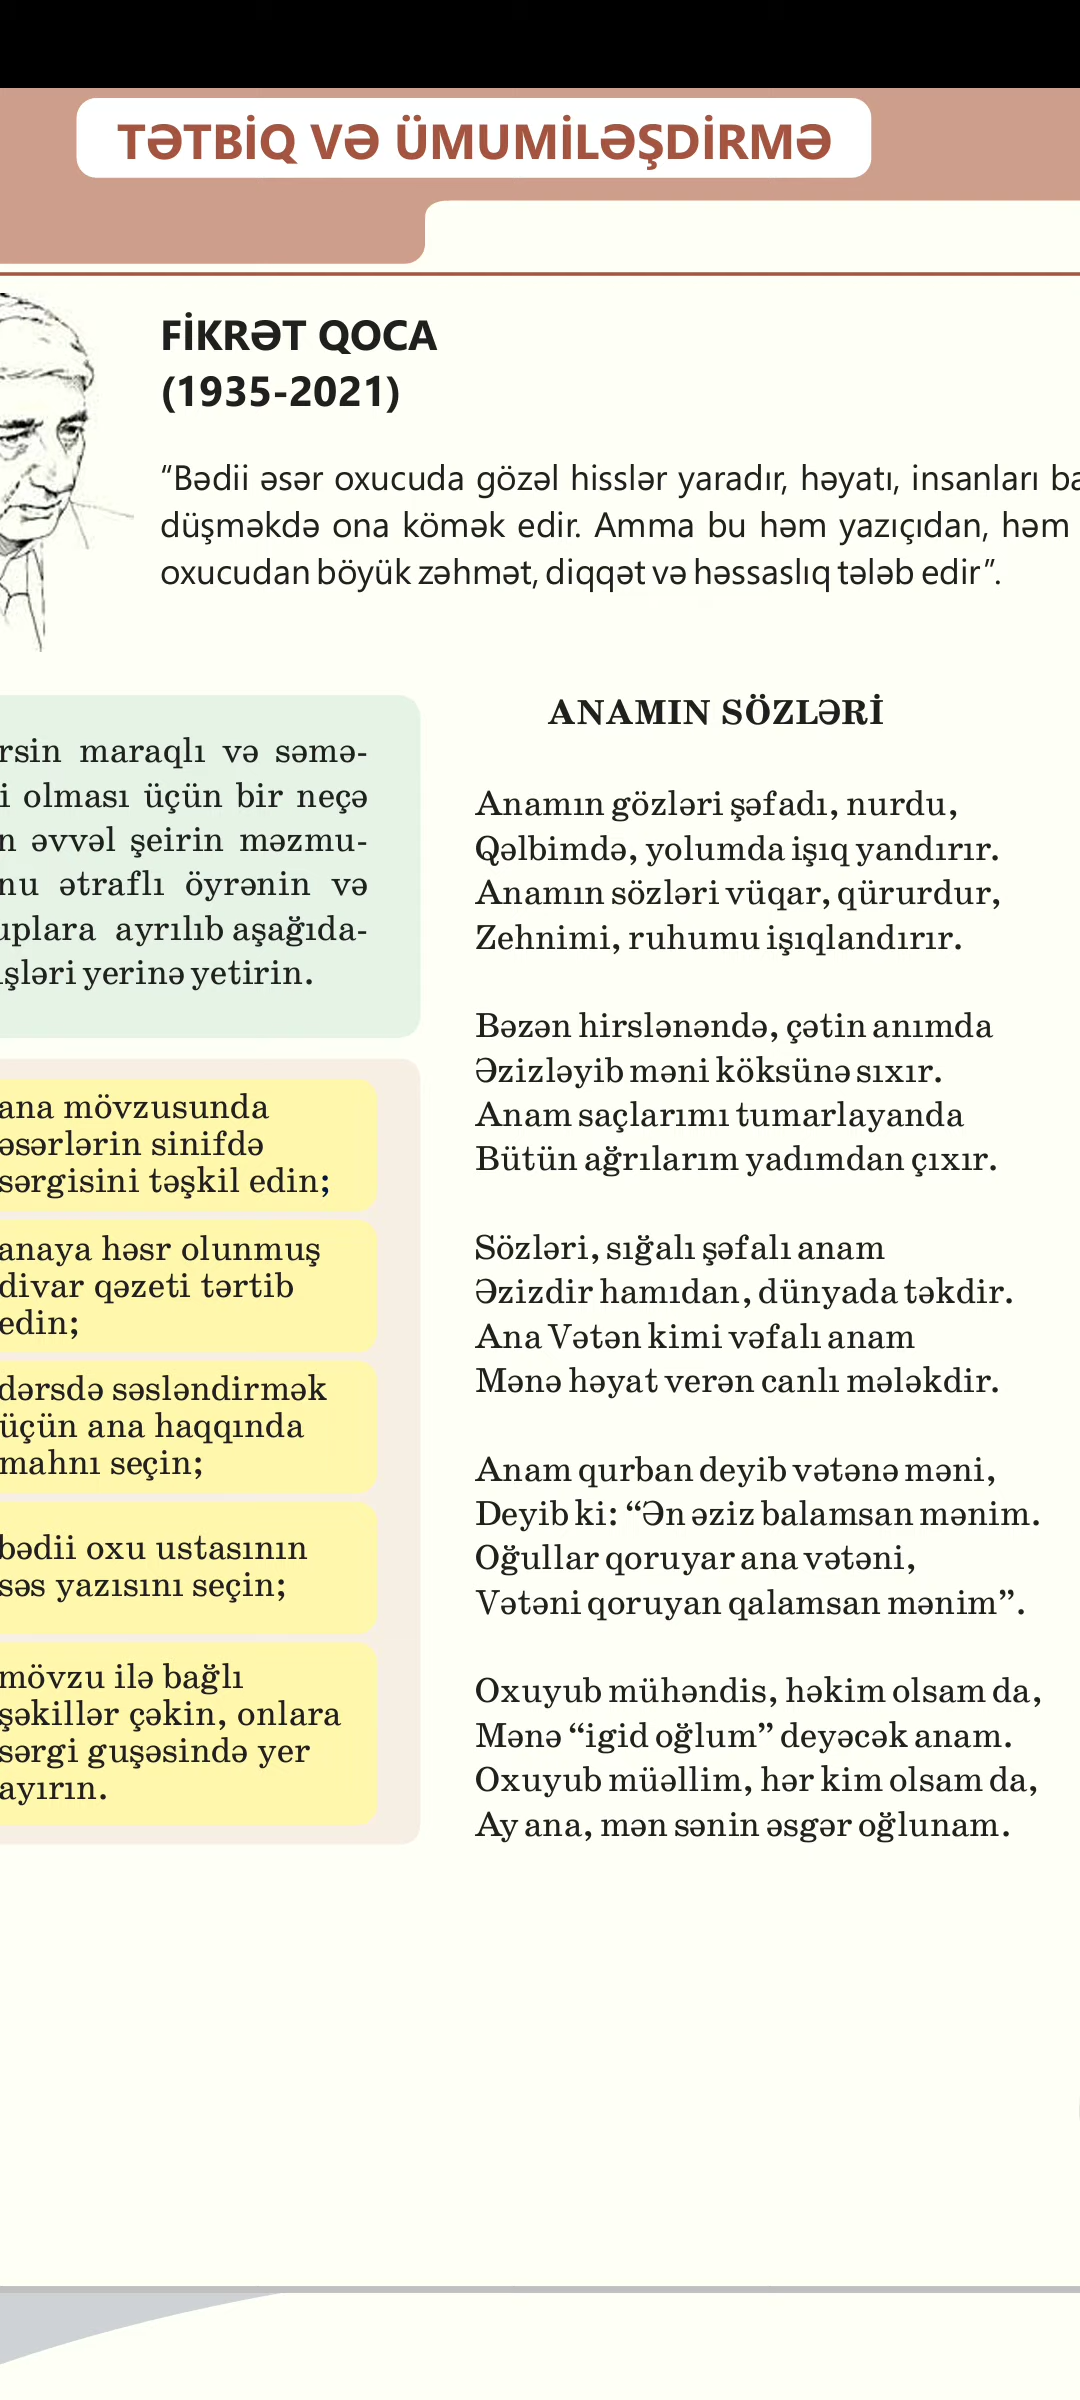 TƏTBİQ VƏ ÜMUMİLƏŞDİRMƏ
FİKRƏT QOCA
(1935-2021)
“Bədii əsər oxucuda gözəl hisslər yaradır, həyatı, insanları
düşməkdə ona kömək edir. Amma bu həm yazıçıdan, həm
oxucudan böyük zəhmət, diqqət və həssaslıq tələb edir”.
maraqlı və səmə-
olması üçün bir neçə
əvvəl şeirin məzmu-
ətraflı öyrənin və
ayrılıb aşağıda-
yerinə yetirin.
ana mövzusunda
əsərlərin sinifdə
sərgisini təşkil edin;
anaya həsr olunmuş
divar qəzeti tərtib
edin;
dərsdə səsləndirmək
üçün ana haqqında
mahnı seçin;
bədii oxu ustasının
səs yazısını seçin;
mövzu ilə bağlı
şəkillər çəkin, onlara
sərgi guşəsində yer
ayırın.
ANAMIN SÖZLƏRİ
Anamın gözləri şəfadı, nurdu,
Qəlbimdə, yolumda işıq yandırır.
Anamın sözləri vüqar, qürurdur,
Zehnimi, ruhumu işıqlandırır.
Bəzən hirslənəndə, çətin anımda
Əzizləyib məni köksünə sıxır.
Anam saçlarımı tumarlayanda
Bütün ağrılarım yadımdan çıxır.
Sözləri, sığalı şəfalı anam
Əzizdir hamıdan, dünyada təkdir.
Ana Vətən kimi vəfalı anam
Mənə həyat verən canlı mələkdir.
Anam qurban deyib vətənə məni,
Deyib ki: “Ən əziz balamsan mənim.
Oğullar qoruyar ana vətəni,
Vətəni qoruyan qalamsan mənim”.
Oxuyub mühəndis, həkim olsam da,
Mənə “igid oğlum” deyəcək anam.
Oxuyub müəllim, hər kim olsam da,
Ay ana, mən sənin əsgər oğlunam.